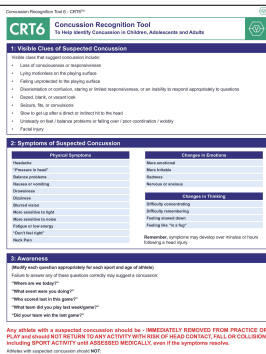 Concussion Recognition Tool 6 - CRT6™
CRT6
Concussion Recognition Tool
To Help Identify Concussion in Children, Adolescents and Adults
1: Visible Clues of Suspected Concussion
Visible clues that suggest concussion include:
• Loss of consciousness or responsiveness
• Lying motionless on the playing surface
• Falling unprotected to the playing surface
• Disorientation or confusion, staring or limited responsiveness, or an inability to respond appropriately to questions
• Dazed, blank, or vacant look
• Seizure, fits, or convulsions
• Slow to get up after a direct or indirect hit to the head
• Unsteady on feet / balance problems or falling over / poor coordination / wobbly
• Facial injury
2: Symptoms of Suspected Concussion
Physical Symptoms
Headache
"Pressure in head"
Balance problems
Nausea or vomiting
Drowsiness
Dizziness
Blurred vision
More sensitive to light
More sensitive to noise
Fatigue or low energy
"Don't feel right"
Neck Pain
Changes in Emotions
More emotional
More Irritable
Sadness
Nervous or anxious
Changes in Thinking
Difficulty concentrating
Difficulty remembering
Feeling slowed down
Feeling like "in a fog"
Remember, symptoms may develop over minutes or hours
following a head injury.
3: Awareness
(Modify each question appropriately for each sport and age of athlete)
Failure to answer any of these questions correctly may suggest a concussion:
"Where are we today?"
"What event were you doing?"
"Who scored last in this game?"
"What team did you play last week/game?"
"Did your team win the last game?"
Any athlete with a suspected concussion should be - IMMEDIATELY REMOVED FROM PRACTICE OR
PLAY and should NOT RETURN TO ANY ACTIVITY WITH RISK OF HEAD CONTACT, FALL OR COLLISION
including SPORT ACTIVITY until ASSESSED MEDICALLY, even if the symptoms resolve.
Athletes with suspected concussion should NOT: